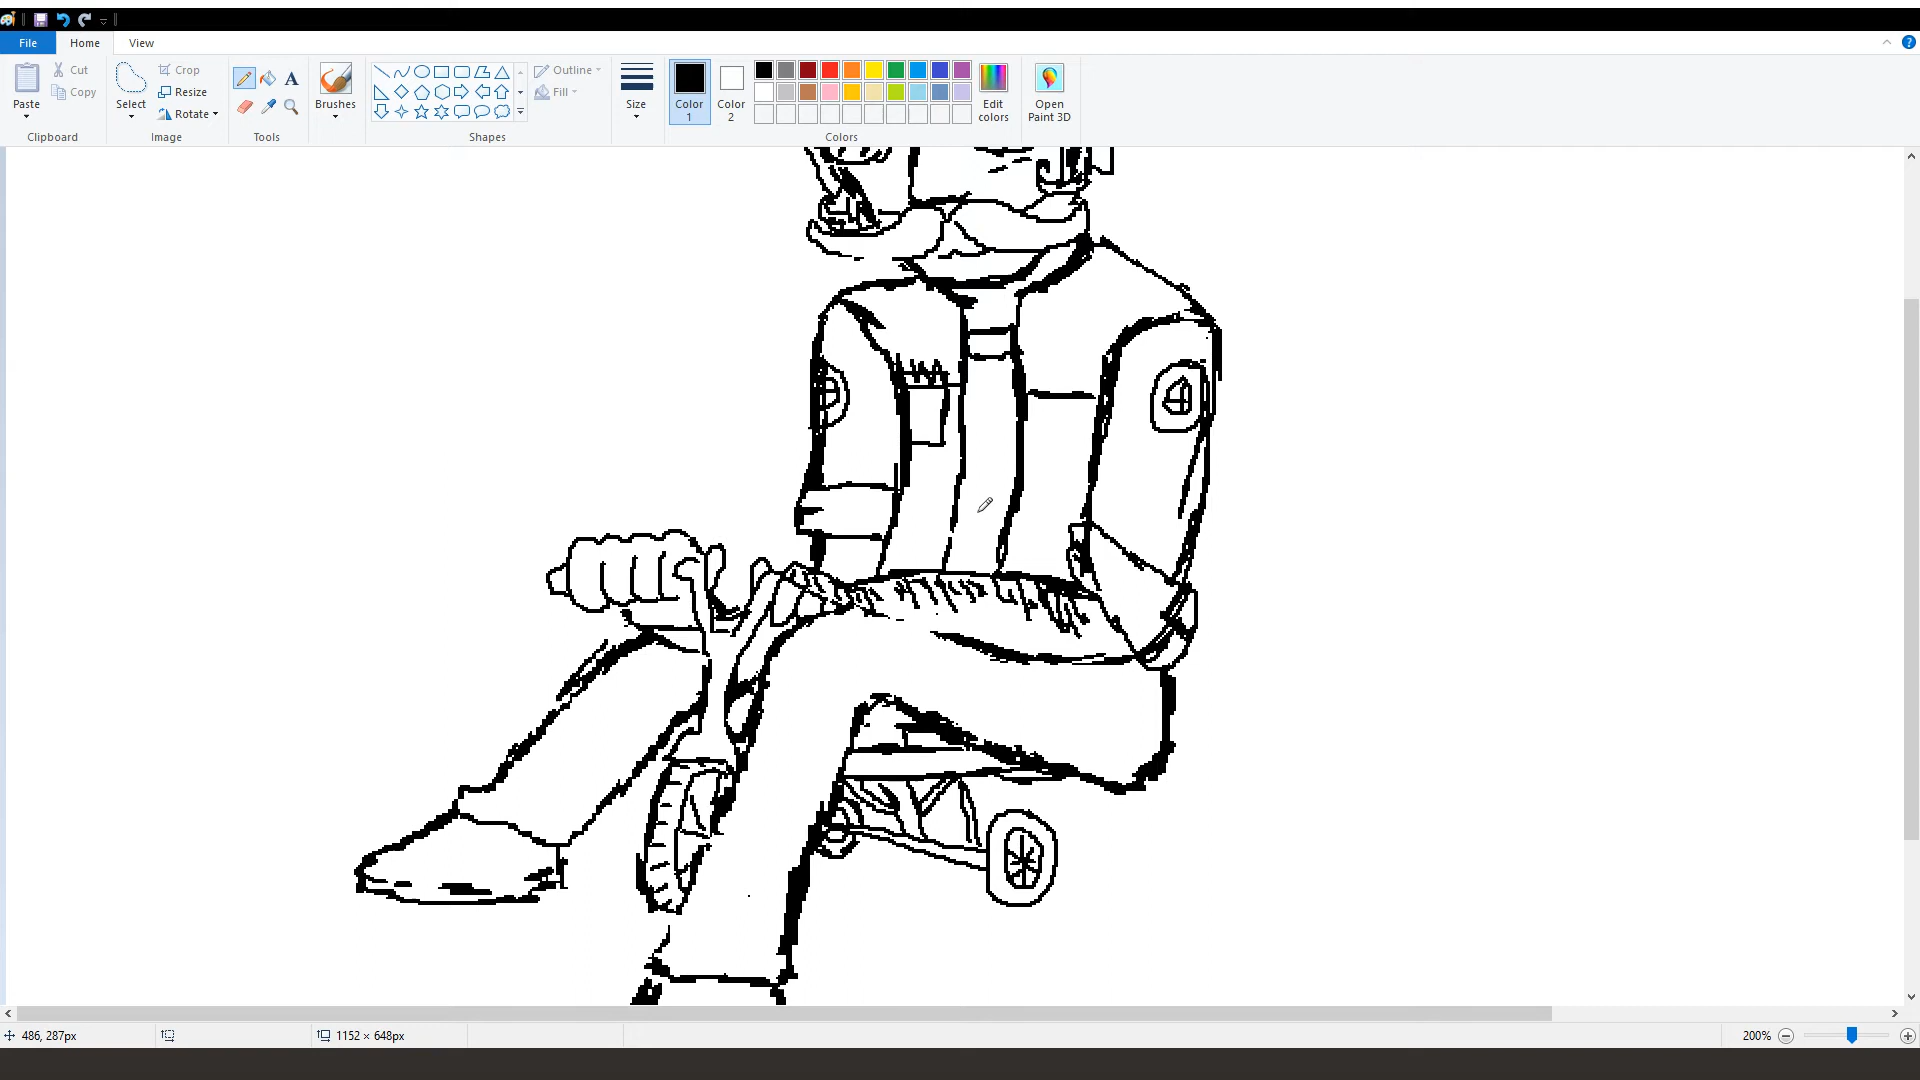 File Home View
Paste
Cut
Copy
Clipboard
Select
Crop
Resize
Rotate
Image
A
Tools
Brushes
Outline
Fill
Shapes
Size
Color
1
Color
2
Edit
colors
Colors
Open
Paint 3D
486, 287px
1152 × 648px
200%